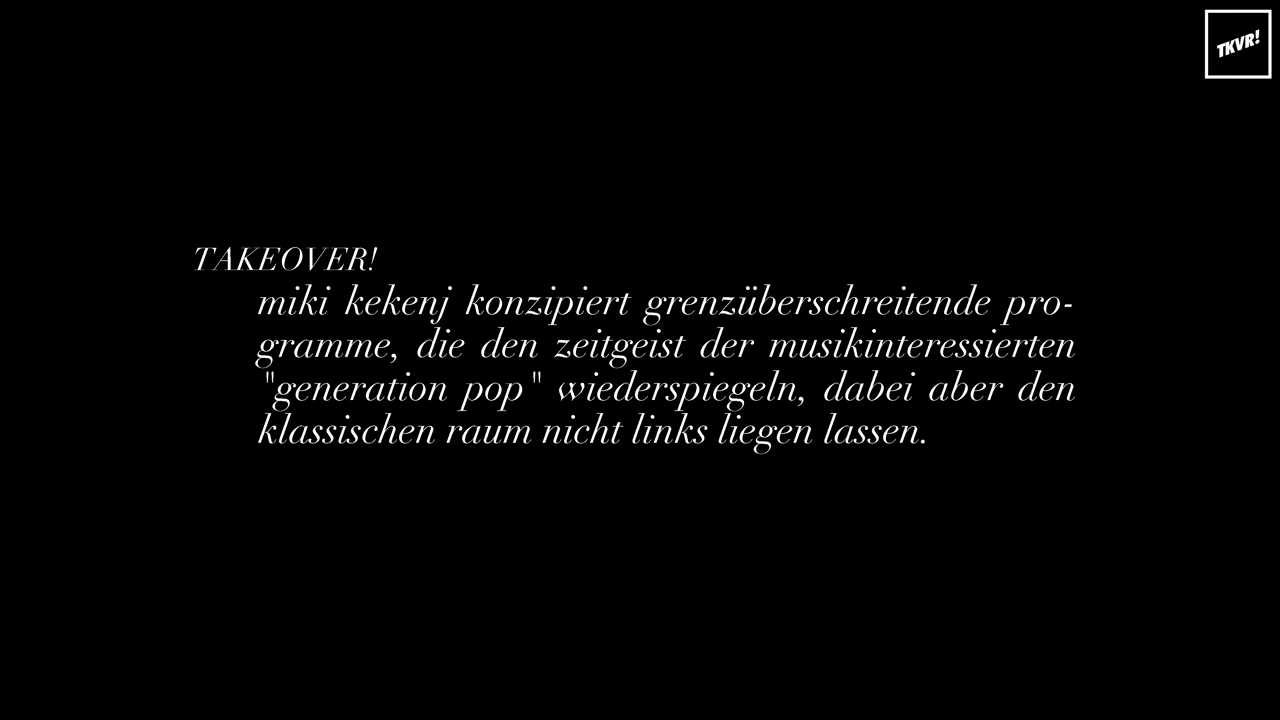 TKVR!
TAKEOVER!
miki kekenj konzipiert grenzüberschreitende pro-
gramme, die den zeitgeist der musikinteressierten
"generation pop" wiederspiegeln, dabei aber den
klassischen raum nicht links liegen lassen.